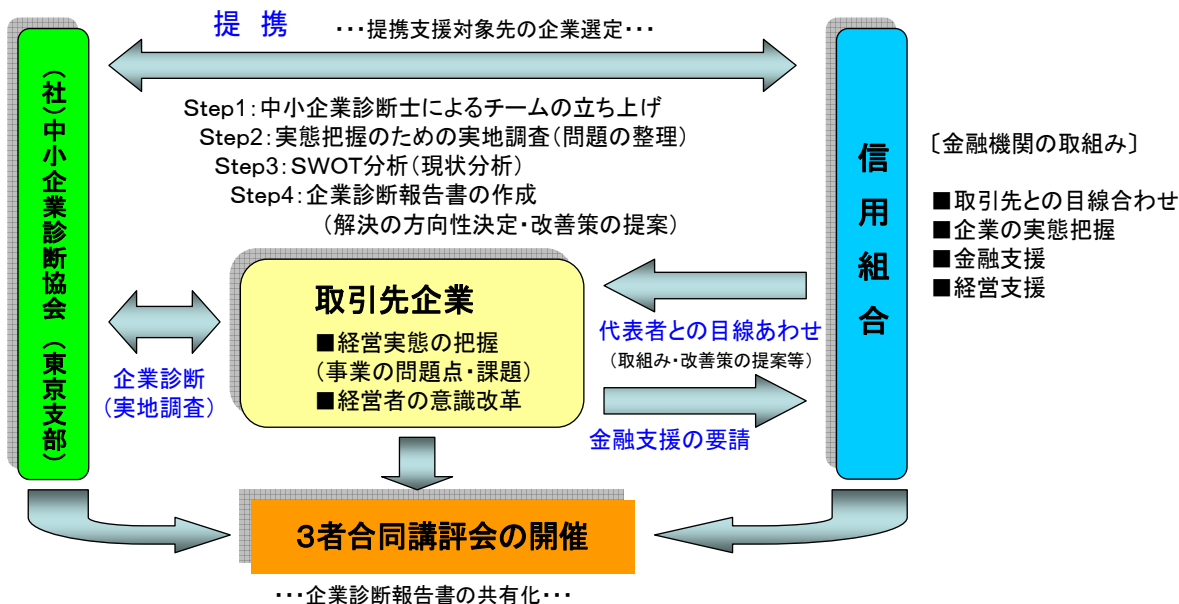 提 携
･･･提携支援対象先の企業選定･･･
(社)中小企業診断協会 (東京支部)
Step1:中小企業診断士によるチームの立ち上げ
Step2:実態把握のための実地調査(問題の整理)
Step3:SWOT分析(現状分析)
Step4:企業診断報告書の作成
(解決の方向性決定・改善策の提案)
信用組合
〔金融機関の取組み〕
■取引先との目線合わせ
■企業の実態把握
■金融支援
■経営支援
取引先企業
■経営実態の把握
(事業の問題点・課題)
■経営者の意識改革
代表者との目線あわせ
(取組み・改善策の提案等)
企業診断
(実地調査)
金融支援の要請
3者合同講評会の開催
･･･企業診断報告書の共有化･･･